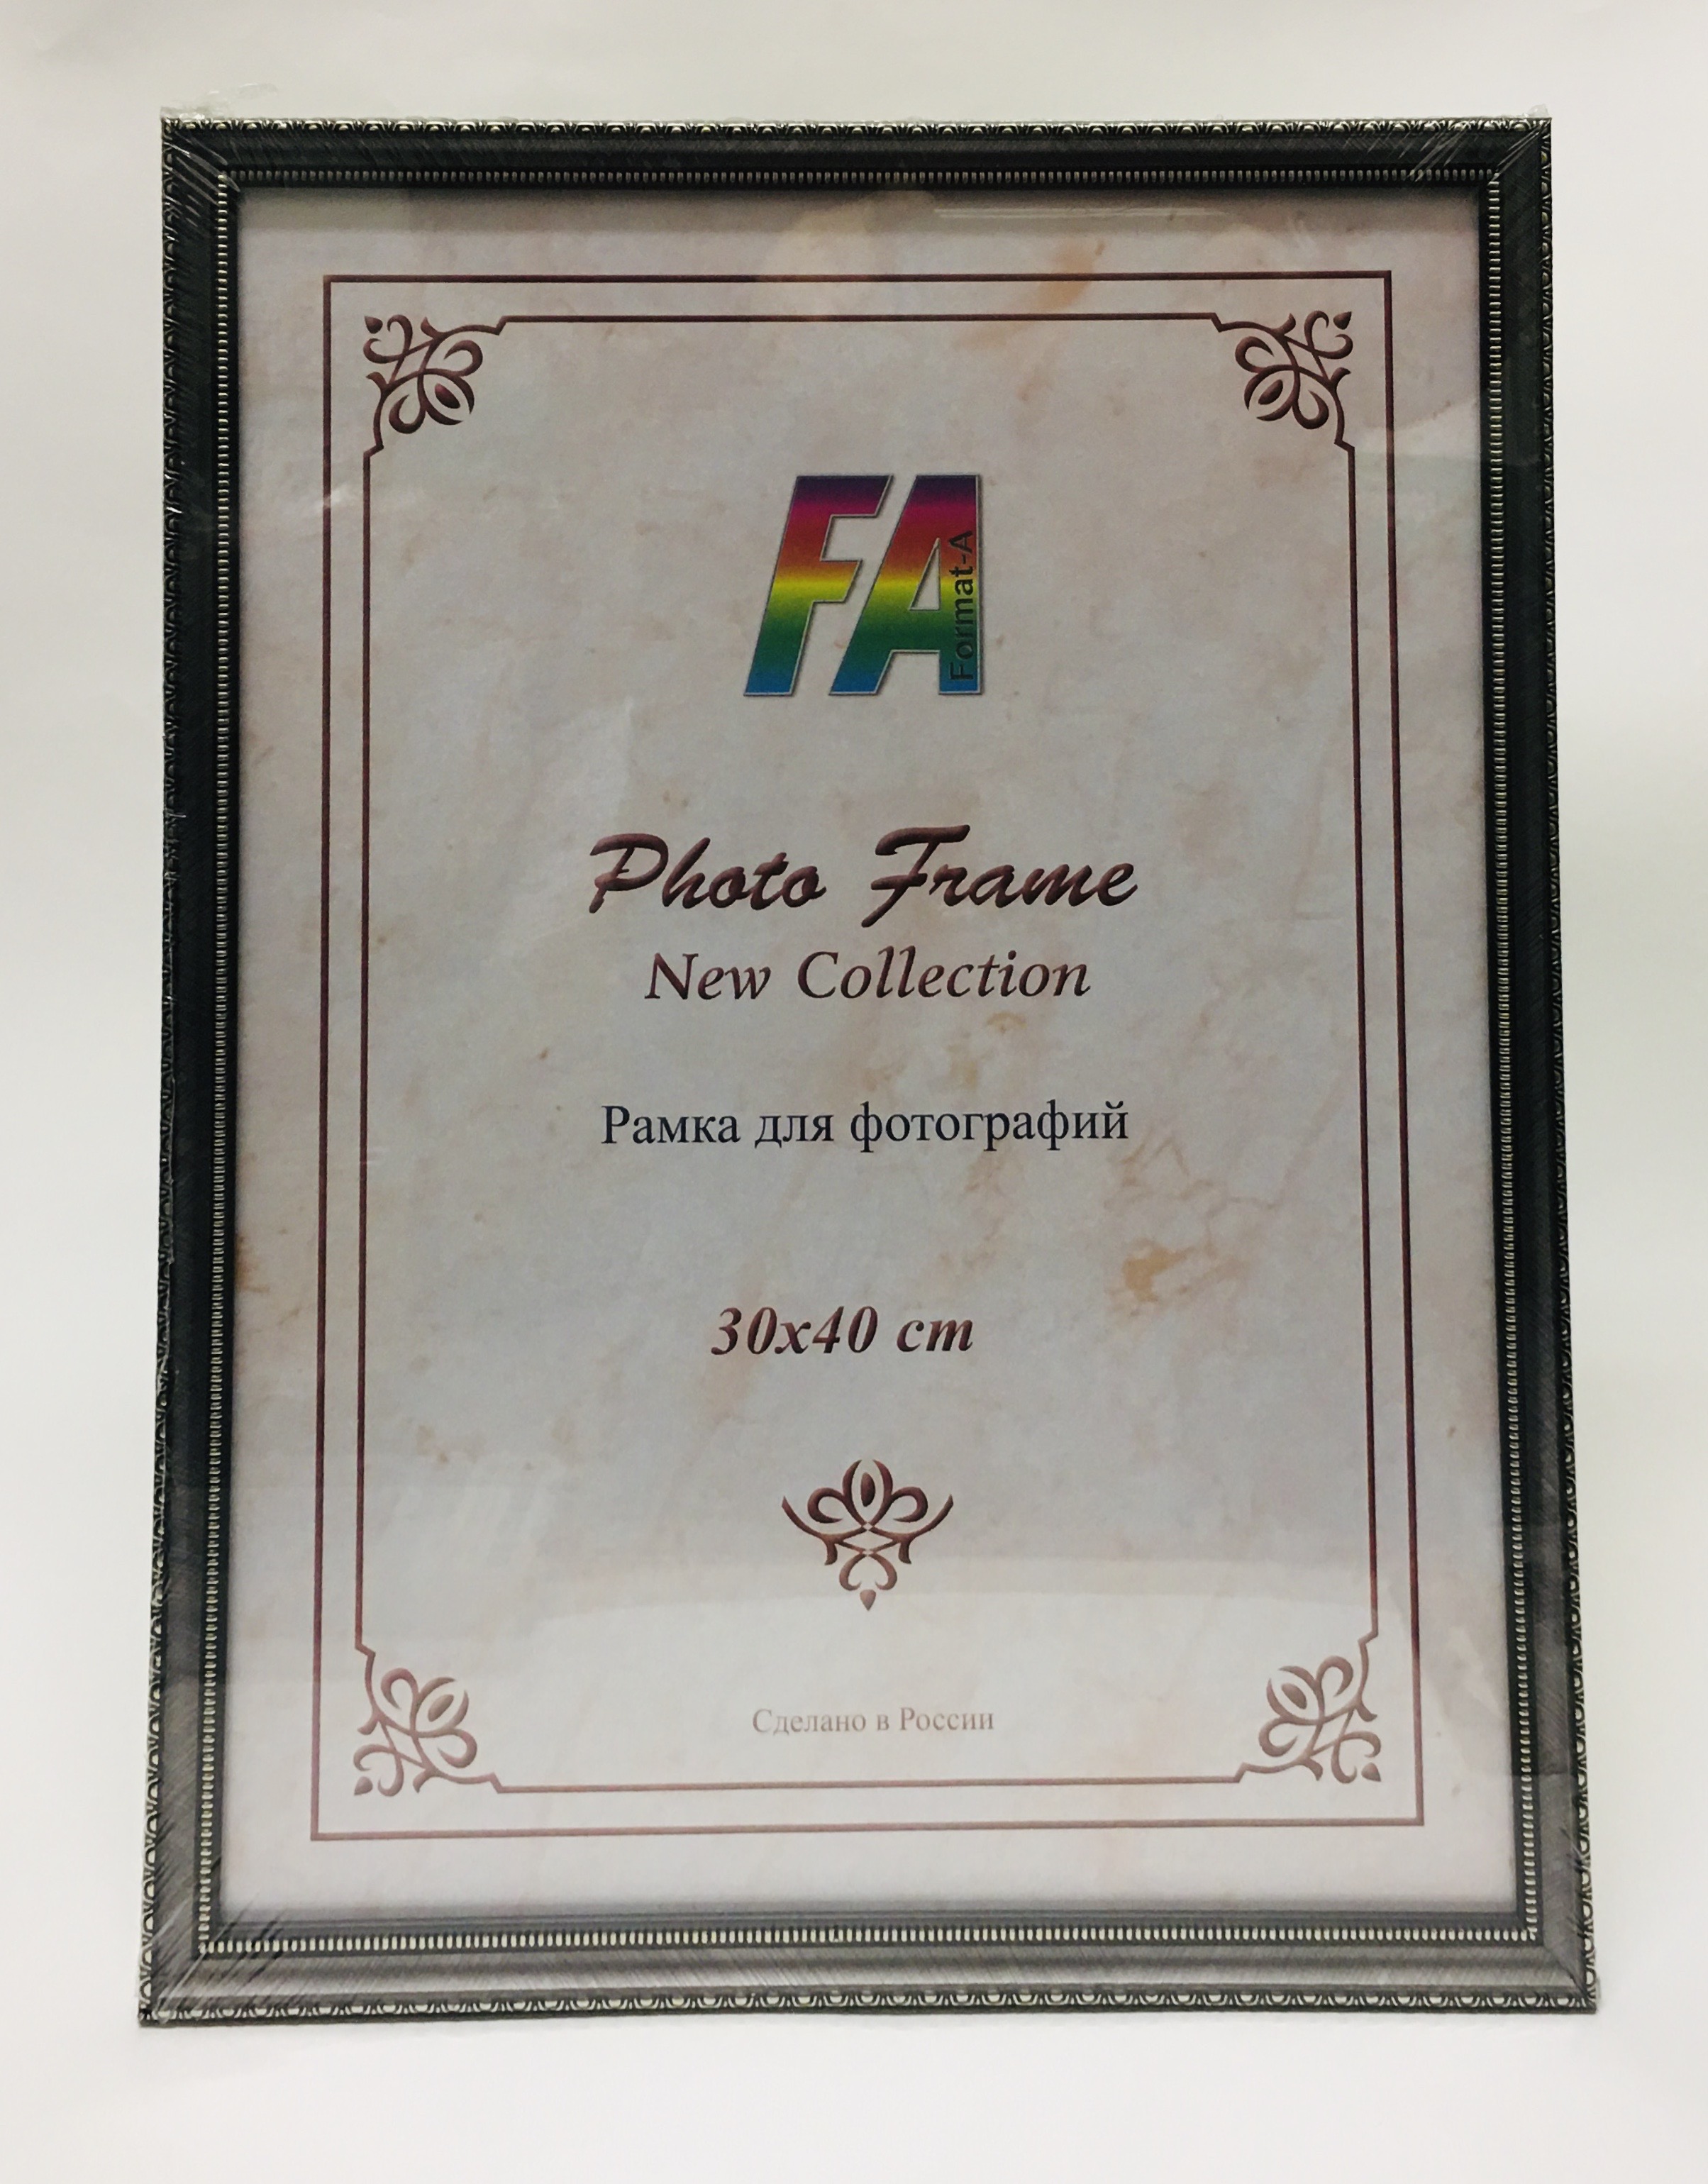 FA
Format-A
Photo Frame
New Collection
Рамка для фотографий
30x40 cm
Сделано в России